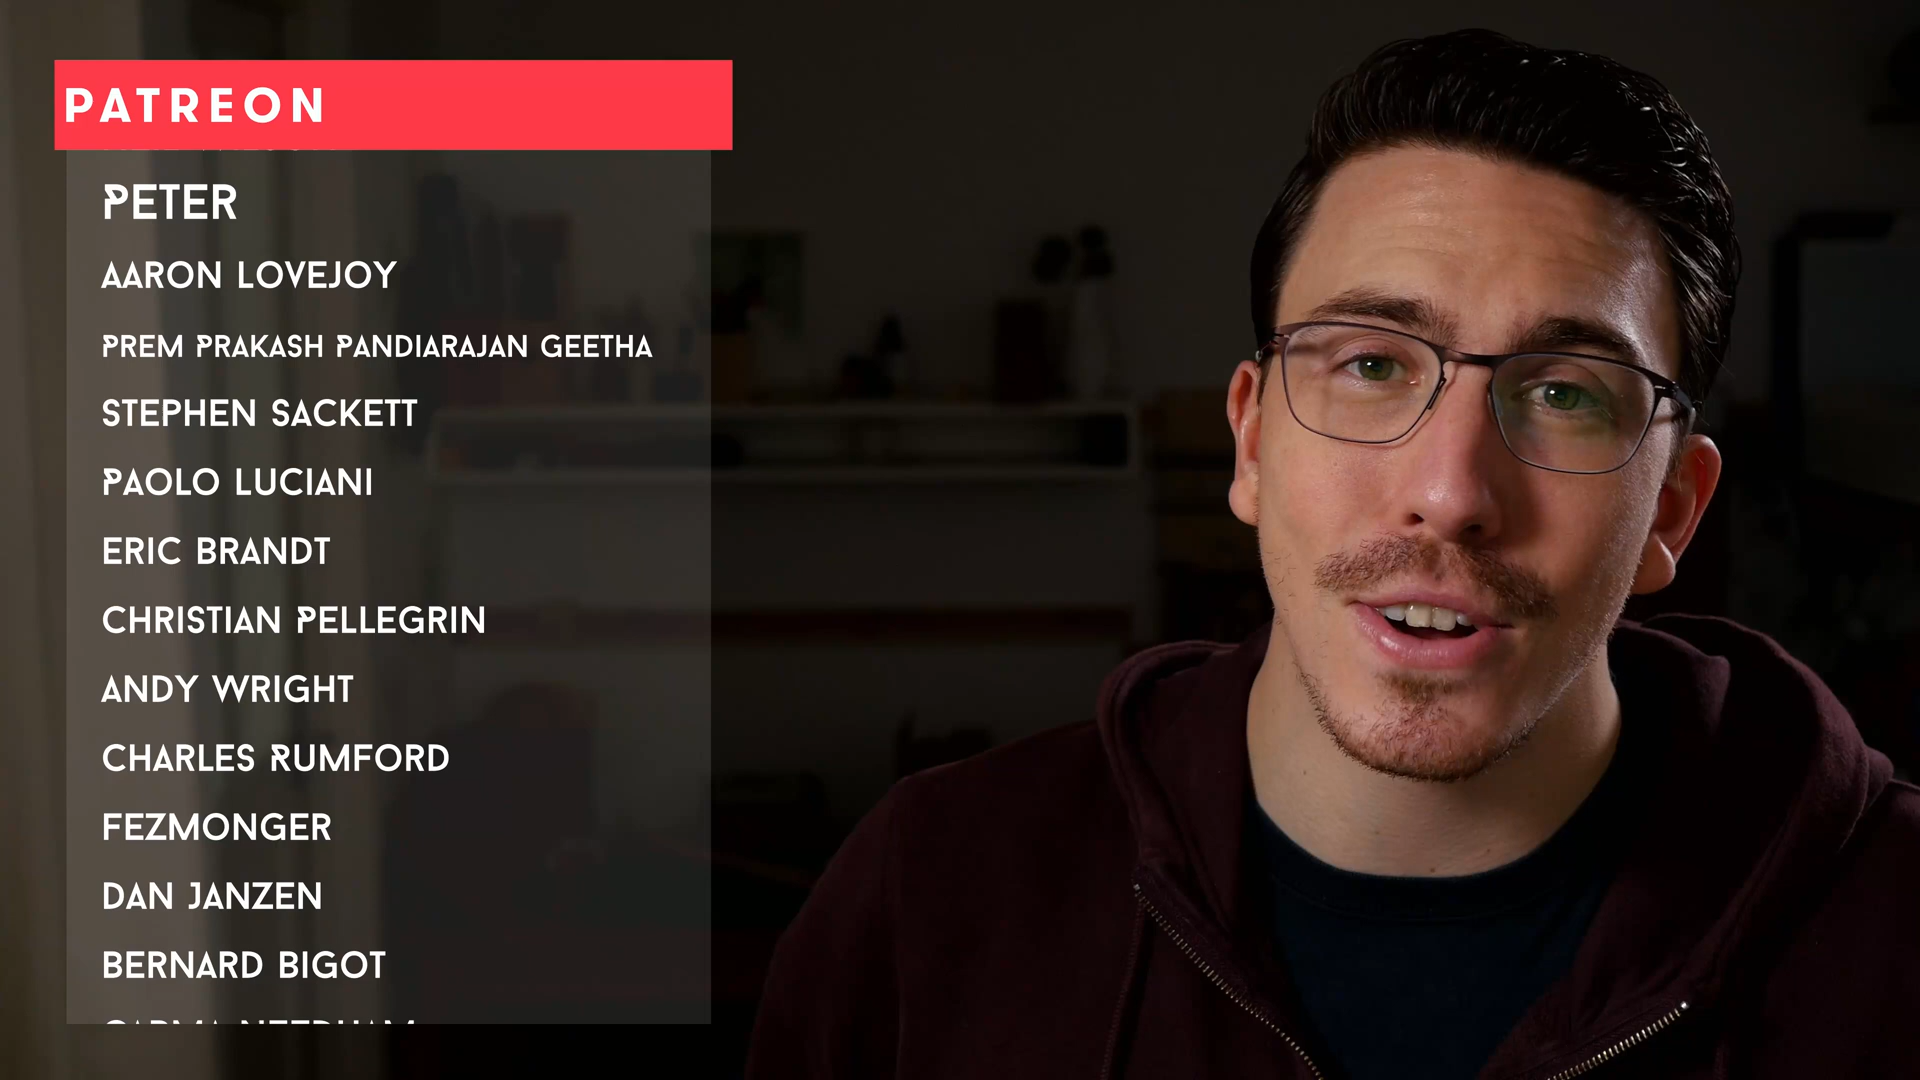 PATREON
PETER
AARON LOVEJOY
PREM PRAKASH PANDIARAJAN GEETHA
STEPHEN SACKETT
PAOLO LUCIANI
ERIC BRANDT
CHRISTIAN PELLEGRIN
ANDY WRIGHT
CHARLES RUMFORD
FEZMONGER
DAN JANZEN
BERNARD BIGOT